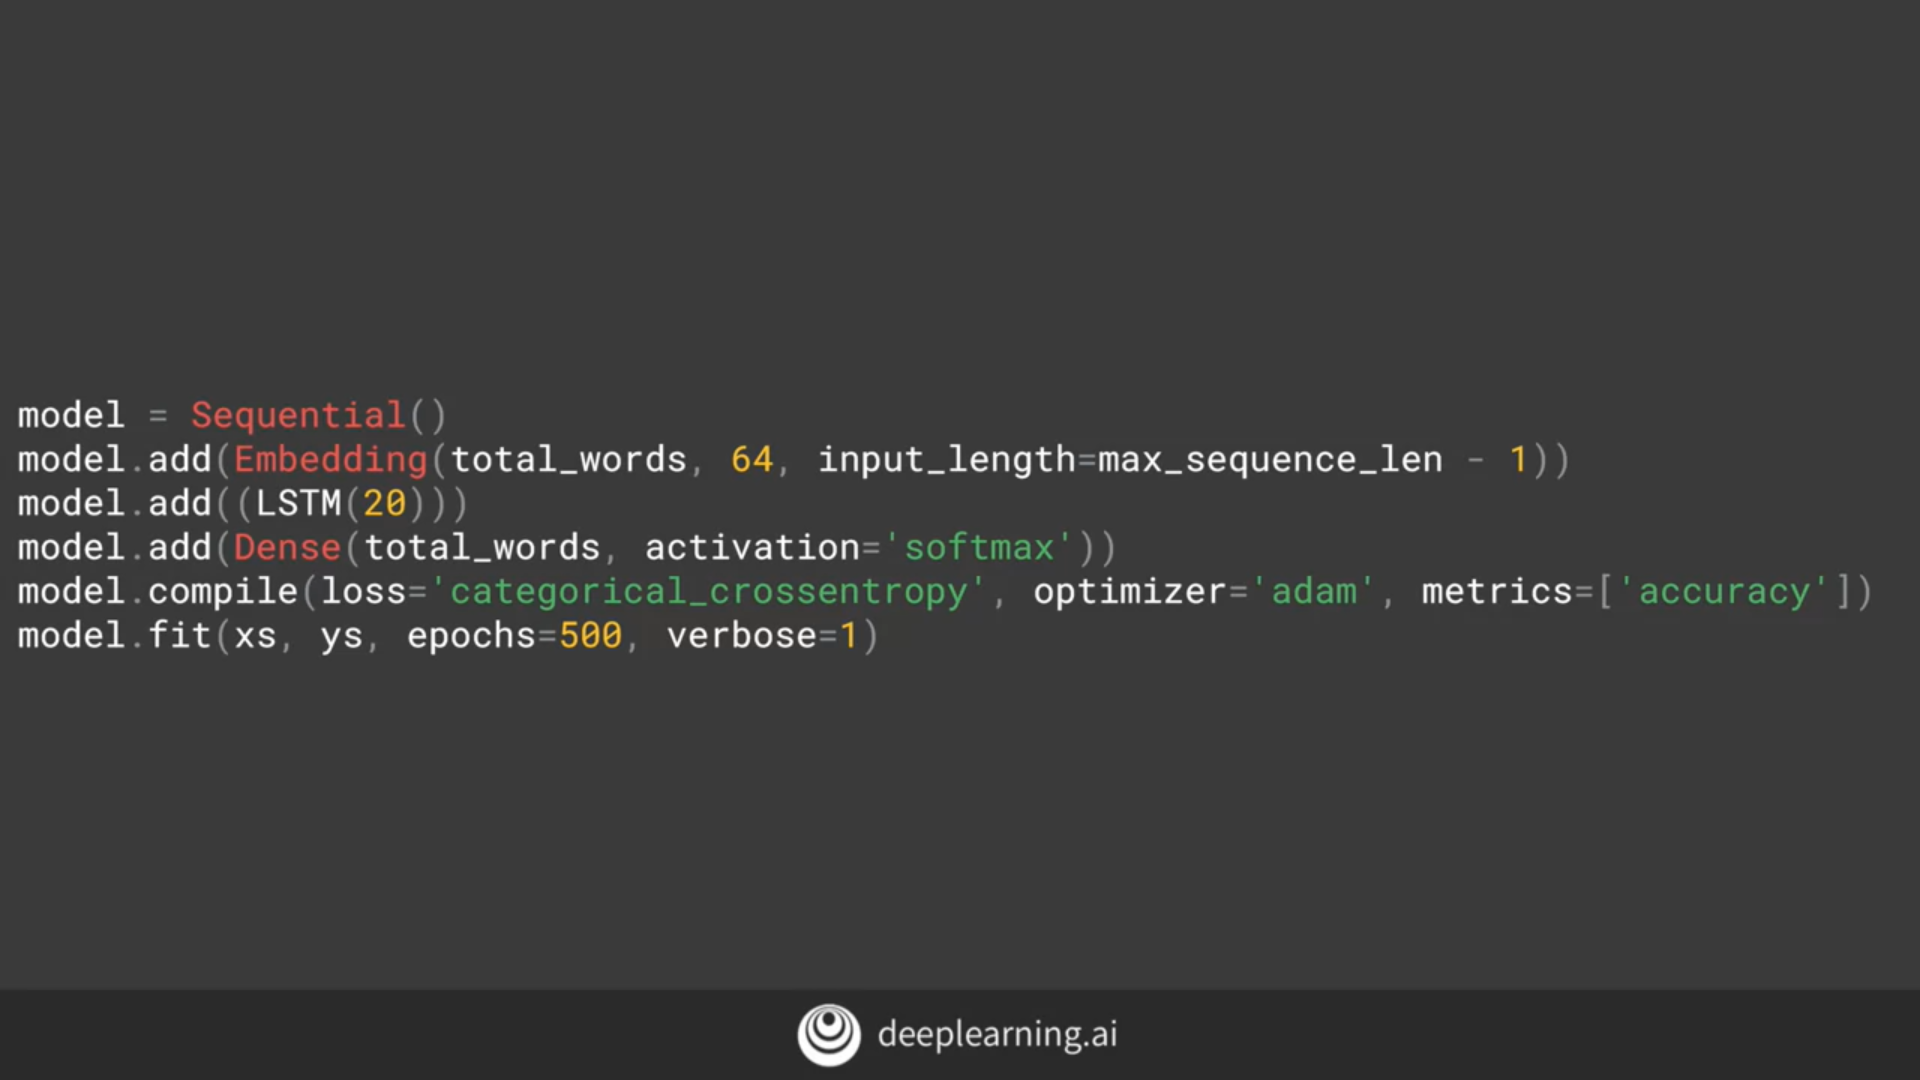 model = Sequential()
model.add(Embedding(total_words, 64, input_length=max_sequence_len - 1))
model.add((LSTM(20)))
model.add(Dense(total_words, activation='softmax'))
model.compile(loss='categorical_crossentropy', optimizer='adam', metrics=['accuracy'])
model.fit(xs, ys, epochs=500, verbose=1)
deeplearning.ai